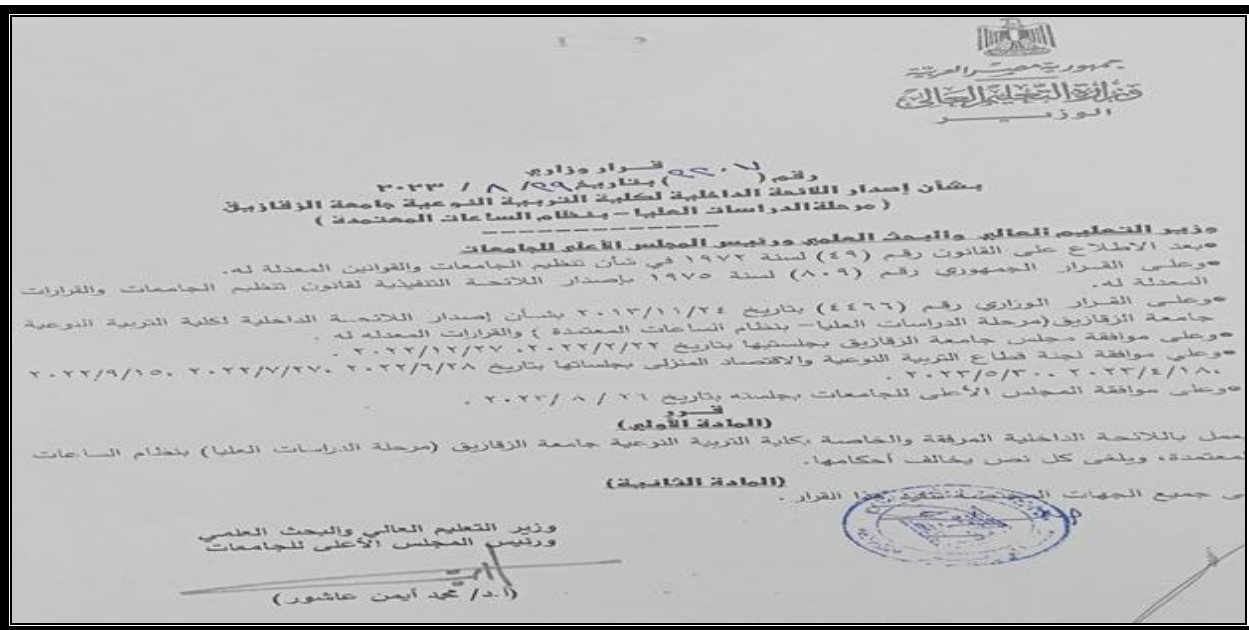 جمهورية مصر العربية
وزارة التعليم العالي
الوزير
قرار وزاري
رقم (٢٢٠٧) بتاريخ ٢٩/ ٨ / ٢٠٢٣
بشأن إصدار اللائحة الداخلية لكلية التربية النوعية جامعة الزقازيق
(مرحلة الدراسات العليا – بنظام الساعات المعتمدة)
وزير التعليم العالي والبحث العلمي ورئيس المجلس الأعلى للجامعات
•بعد الاطلاع على القانون رقم (٤٩) لسنة ١٩٧٢ في شأن تنظيم الجامعات والقوانين المعدلة له.
•وعلى القرار الجمهوري رقم (٨٠٩) لسنة ١٩٧٥ بإصدار اللائحة التنفيذية لقانون تنظيم الجامعات والقرارات
المعدلة له.
•وعلى القرار الوزاري رقم (٤٤٦٦) بتاريخ ٢٠١٣/١١/٢٤ بشأن إصدار اللائحة الداخلية لكلية التربية النوعية
جامعة الزقازيق (مرحلة الدراسات العليا – بنظام الساعات المعتمدة ) والقرارات المعدله له .
•وعلى موافقة مجلس جامعة الزقازيق بجلستيها بتاريخ ٢٠٢٢/٢/٢٢، ٢٠٢٢/١٢/٢٧ .
•وعلي موافقة لجنة قطاع التربية النوعية والاقتصاد المنزلى بجلساتها بتاريخ ٢٠٢٢/٦/٢٨، ٢٠٢٢/٧/٢٧، ٢٠٢٢/٩/١٥
،٢٠٢٣/٤/١٨، ٢٠٢٣/٥/٣٠ .
•وعلى موافقة المجلس الأعلى للجامعات بجلسته بتاريخ ٢٦ / ٨ / ٢٠٢٣ .
قـــرر
(المادة الأولى)
يعمل باللائحة الداخلية المرفقة والخاصة بكلية التربية النوعية جامعة الزقازيق (مرحلة الدراسات العليا) بنظام الساعات
المعتمدة، ويلغى كل نص يخالف أحكامها.
(المادة الثانية)
على جميع الجهات المختصة تنفيذ هذا القرار .
وزير التعليم العالي والبحث العلمي
ورئيس المجلس الأعلى للجامعات
(أ.د/ محمد أيمن عاشور)